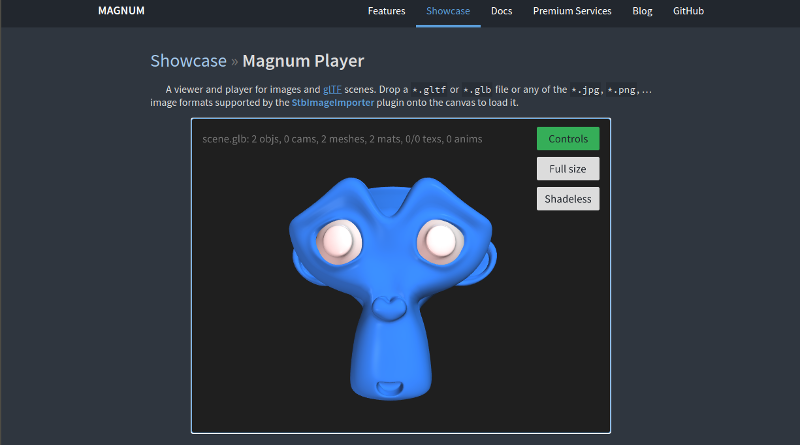 MAGNUM Features Showcase Docs Premium Services Blog GitHub
Showcase » Magnum Player
A viewer and player for images and glTF scenes. Drop a *.gltf or *.glb file or any of the *.jpg, *.png, …
image formats supported by the StbImageImporter plugin onto the canvas to load it.
scene.glb: 2 objs, 0 cams, 2 meshes, 2 mats, 0/0 texs, 0 anims
Controls
Full size
Shadeless